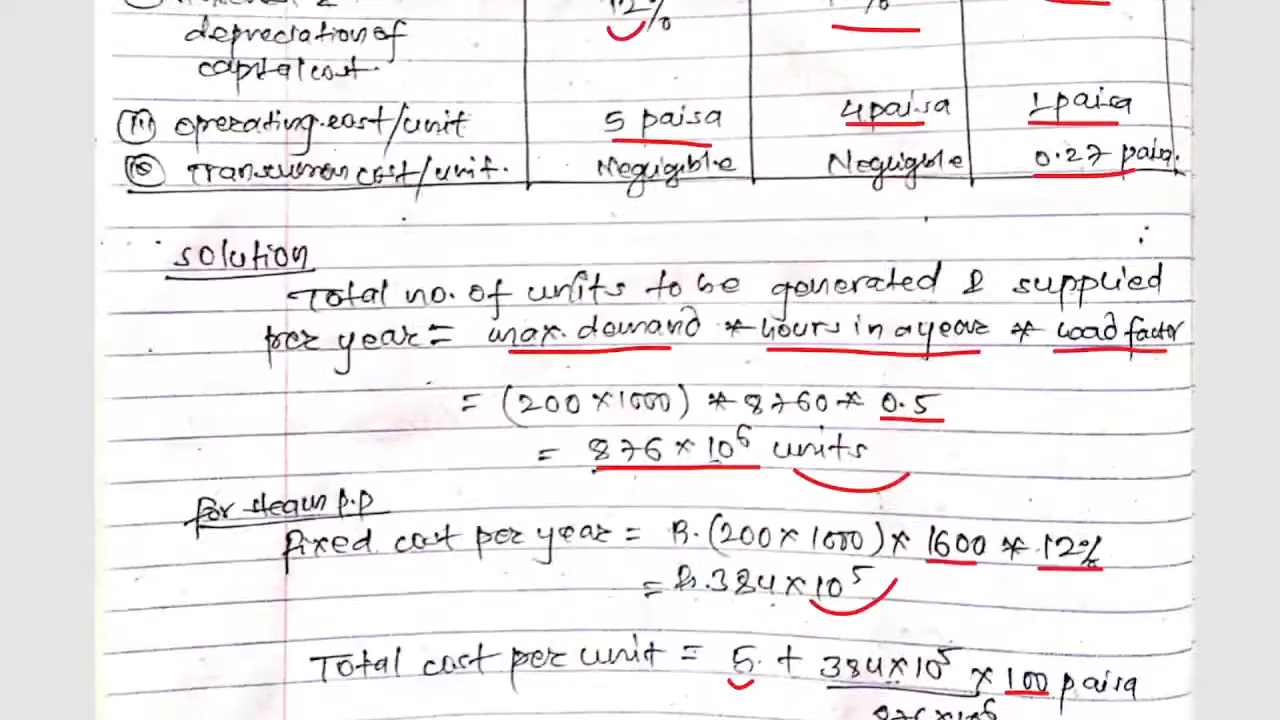 12% %
depreciation of
capital cost.
(iii) operating cost/unit 5 paisa 4 paisa 1 paisa
Transmission cost/unit. Negligible Negligible 0.27 paisa.
solution
Total no. of units to be generated & supplied
per year = max. demand * hours in a year * Load factor
= (200 × 1000) * 8760 * 0.5
= 876 × 10⁶ units
for steam p.p
fixed cost per year = Rs. (200 × 1000) × 1600 * 12%
= Rs. 384 × 10⁵
Total cost per unit = 5. + 384 × 10⁵ × 100 paisa
876 × 10⁶